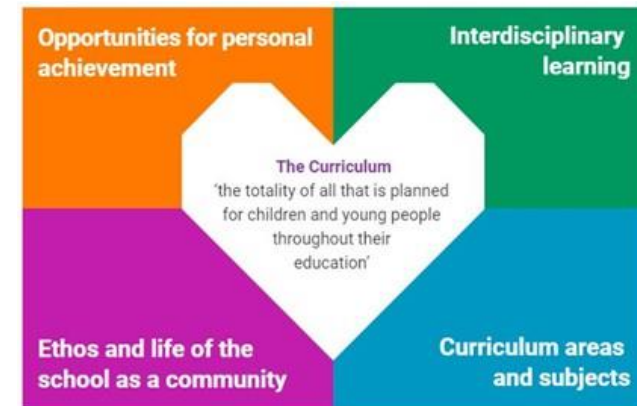 Opportunities for personal
achievement
Interdisciplinary
learning
The Curriculum
‘the totality of all that is planned
for children and young people
throughout their
education’
Ethos and life of the
school as a community
Curriculum areas
and subjects